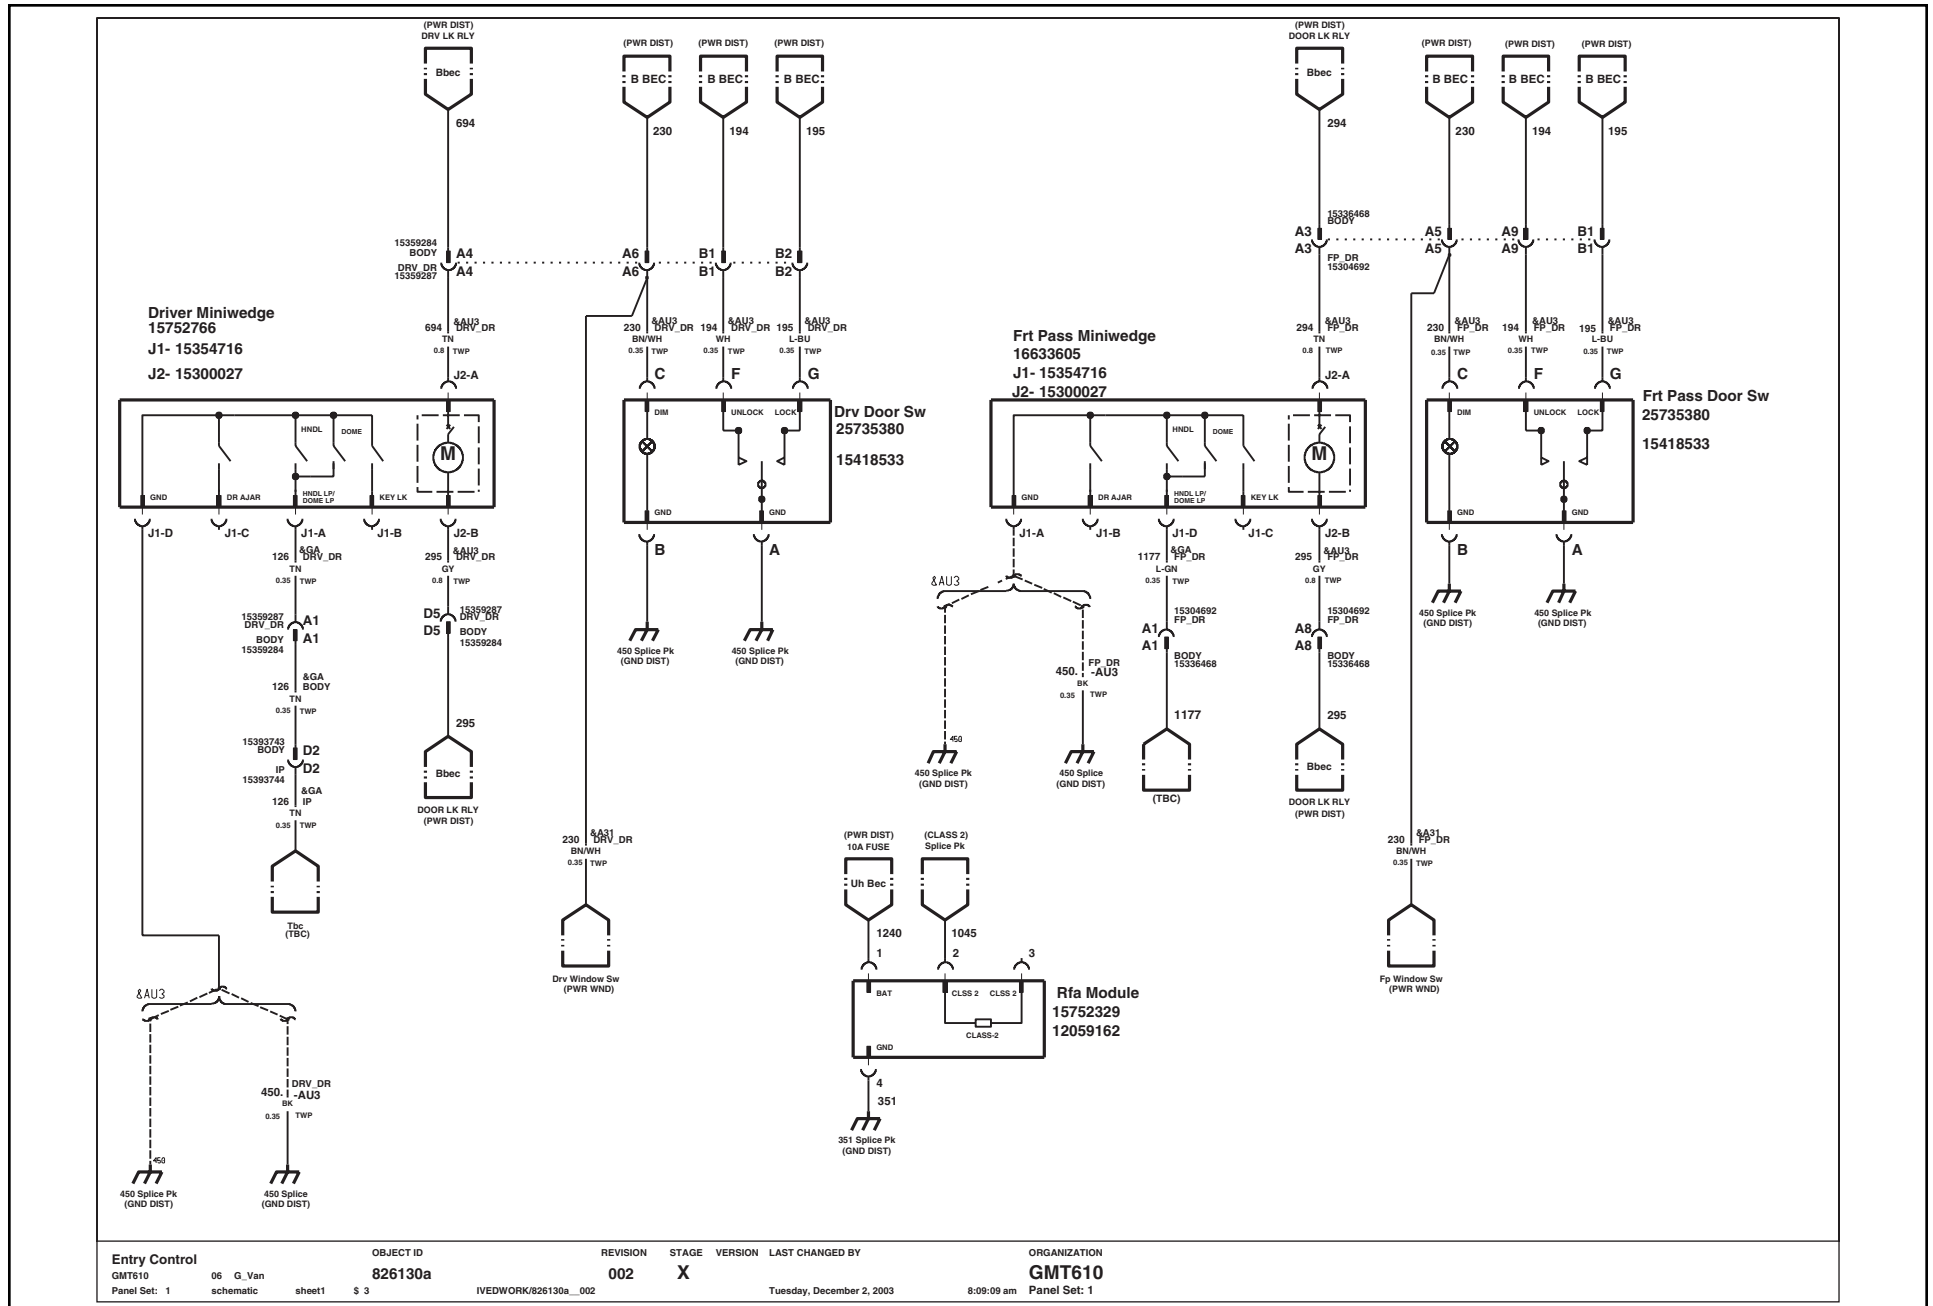 (PWR DIST)
DRV LK RLY
Bbec
694
(PWR DIST)
B BEC
230
(PWR DIST)
B BEC
194
(PWR DIST)
B BEC
195
(PWR DIST)
DOOR LK RLY
Bbec
294
(PWR DIST)
B BEC
230
(PWR DIST)
B BEC
194
(PWR DIST)
B BEC
195
15359284
BODY
A4
DRV_DR
15359287
A4
A6
A6
B1
B1
B2
B2
15336468
BODY
A3
A3
FP_DR
15304692
A5
A5
A9
A9
B1
B1
Driver Miniwedge
15752766
J1- 15354716
J2- 15300027
&AU3
694 DRV_DR
TN
0.8 TWP
J2-A
&AU3
230 DRV_DR
BN/WH
0.35 TWP
C
&AU3
194 DRV_DR
WH
0.35 TWP
F
&AU3
195 DRV_DR
L-BU
0.35 TWP
G
Frt Pass Miniwedge
16633605
J1- 15354716
J2- 15300027
&AU3
294 FP_DR
TN
0.8 TWP
J2-A
&AU3
230 FP_DR
BN/WH
0.35 TWP
C
&AU3
194 FP_DR
WH
0.35 TWP
F
&AU3
195 FP_DR
L-BU
0.35 TWP
G
HNDL
DOME
M
GND
DR AJAR
HNDL LP/
DOME LP
KEY LK
J1-D
J1-C
J1-A
J1-B
J2-B
DIM
UNLOCK
LOCK
GND
GND
B
A
Drv Door Sw
25735380
15418533
HNDL
DOME
M
GND
DR AJAR
HNDL LP/
DOME LP
KEY LK
J1-A
J1-B
J1-D
J1-C
J2-B
DIM
UNLOCK
LOCK
GND
GND
B
A
Frt Pass Door Sw
25735380
15418533
&GA
126 DRV_DR
TN
0.35 TWP
15359287
DRV_DR
A1
A1
BODY
15359284
&GA
126 BODY
TN
0.35 TWP
15393743
BODY
D2
D2
IP
15393744
&GA
126 IP
TN
0.35 TWP
Tbc
(TBC)
&AU3
295 DRV_DR
GY
0.8 TWP
D5
15359287
DRV_DR
D5
BODY
15359284
295
Bbec
DOOR LK RLY
(PWR DIST)
450 Splice Pk
(GND DIST)
450 Splice Pk
(GND DIST)
&A31
230 DRV_DR
BN/WH
0.35 TWP
Drv Window Sw
(PWR WND)
&AU3
450
450 Splice Pk
(GND DIST)
FP_DR
450. -AU3
BK
0.35 TWP
450 Splice
(GND DIST)
&GA
1177 FP_DR
L-GN
0.35 TWP
15304692
FP_DR
A1
A1
BODY
15336468
1177
(TBC)
&AU3
295 FP_DR
GY
0.8 TWP
15304692
FP_DR
A8
A8
BODY
15336468
295
Bbec
DOOR LK RLY
(PWR DIST)
450 Splice Pk
(GND DIST)
450 Splice Pk
(GND DIST)
&A31
230 FP_DR
BN/WH
0.35 TWP
Fp Window Sw
(PWR WND)
(PWR DIST)
10A FUSE
Uh Bec
1240
1
(CLASS 2)
Splice Pk
1045
2
3
BAT
CLSS 2
CLSS 2
CLASS-2
GND
4
351
351 Splice Pk
(GND DIST)
Rfa Module
15752329
12059162
&AU3
450
450 Splice Pk
(GND DIST)
DRV_DR
450. -AU3
BK
0.35 TWP
450 Splice
(GND DIST)
Entry Control
GMT610 06 G_Van
Panel Set: 1 schematic sheet1 $ 3
OBJECT ID
826130a
IVEDWORK/826130a__002
REVISION
002
STAGE
X
VERSION
LAST CHANGED BY
Tuesday, December 2, 2003 8:09:09 am
ORGANIZATION
GMT610
Panel Set: 1